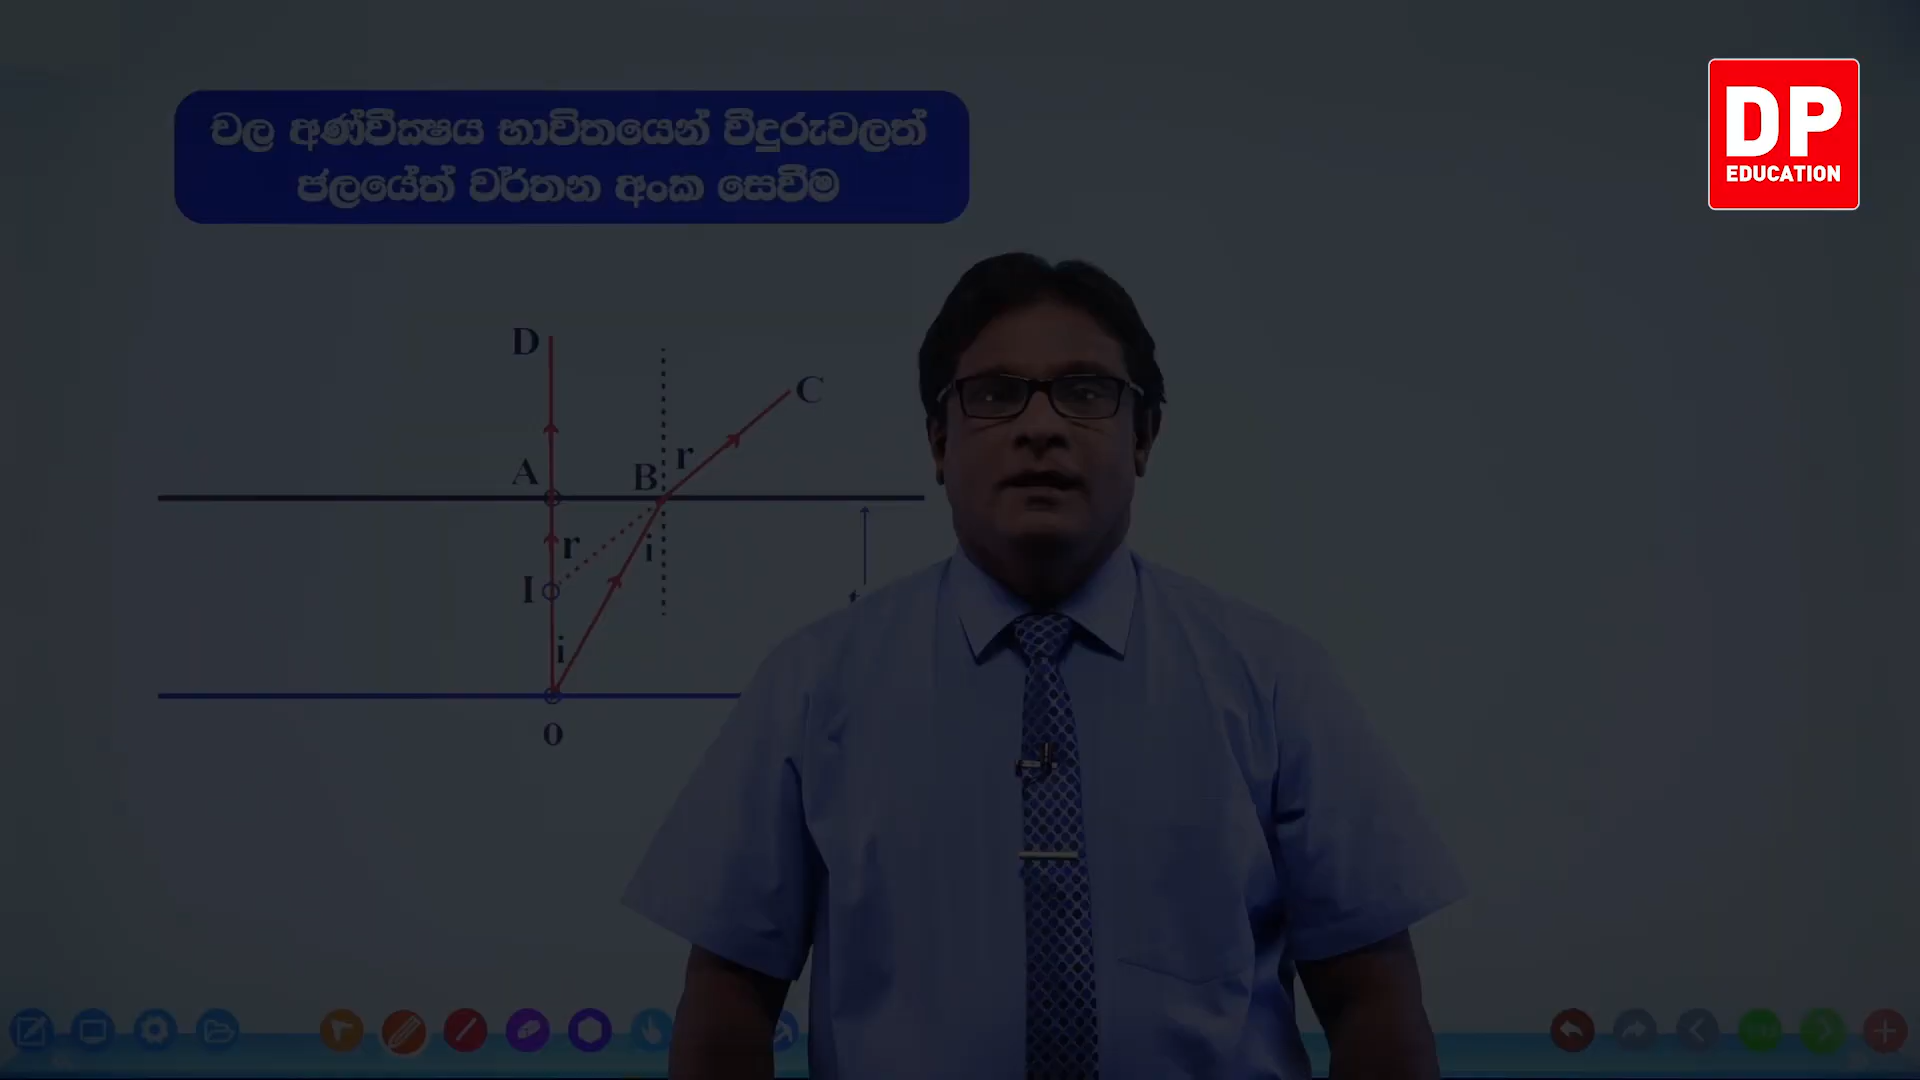 චල අණ්වීක්ෂය භාවිතයෙන් වීදුරුවලත්
ජලයේත් වර්තන අංක සෙවීම
DP
EDUCATION
D
C
A
B
r
r
i
I
t
i
o